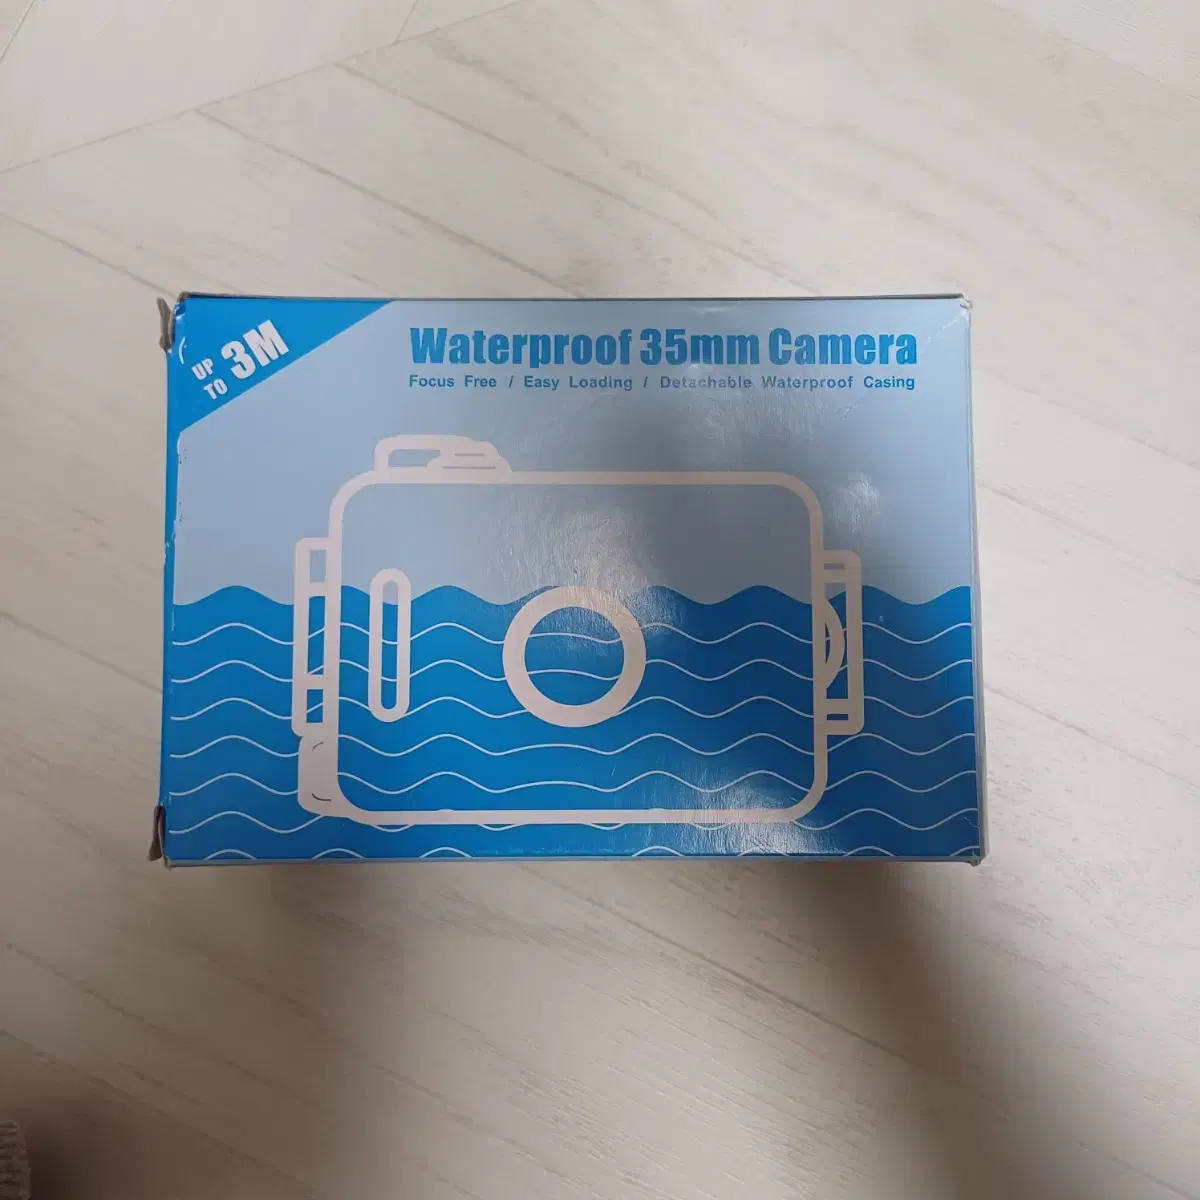 UP
TO 3M
Waterproof 35mm Camera
Focus Free / Easy Loading / Detachable Waterproof Casing